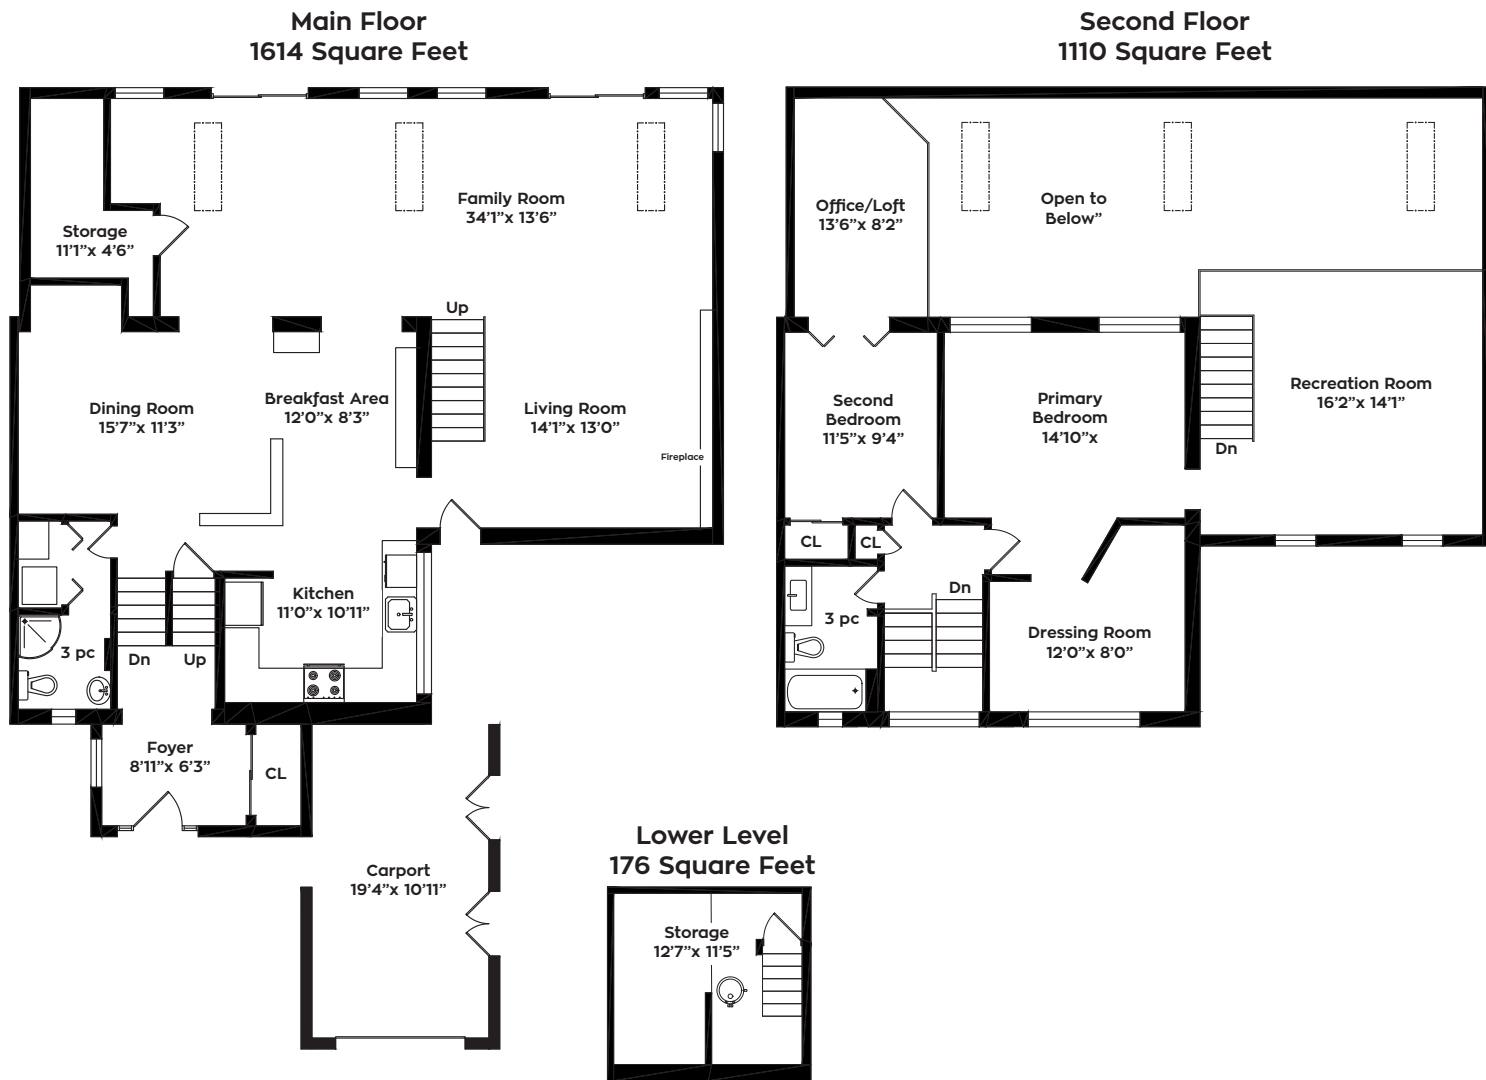 Main Floor
1614 Square Feet
Second Floor
1110 Square Feet
Family Room
34'1"x 13'6"
Storage
11'1"x 4'6"
Up
Dining Room
15'7"x 11'3"
Breakfast Area
12'0"x 8'3"
Living Room
14'1"x 13'0"
Fireplace
Kitchen
11'0"x 10'11"
3 pc
Dn
Up
Foyer
8'11"x 6'3"
CL
Carport
19'4"x 10'11"
Office/Loft
13'6"x 8'2"
Open to
Below"
Second
Bedroom
11'5"x 9'4"
Primary
Bedroom
14'10"x
Recreation Room
16'2"x 14'1"
Dn
CL
CL
Dn
3 pc
Dressing Room
12'0"x 8'0"
Lower Level
176 Square Feet
Storage
12'7"x 11'5"